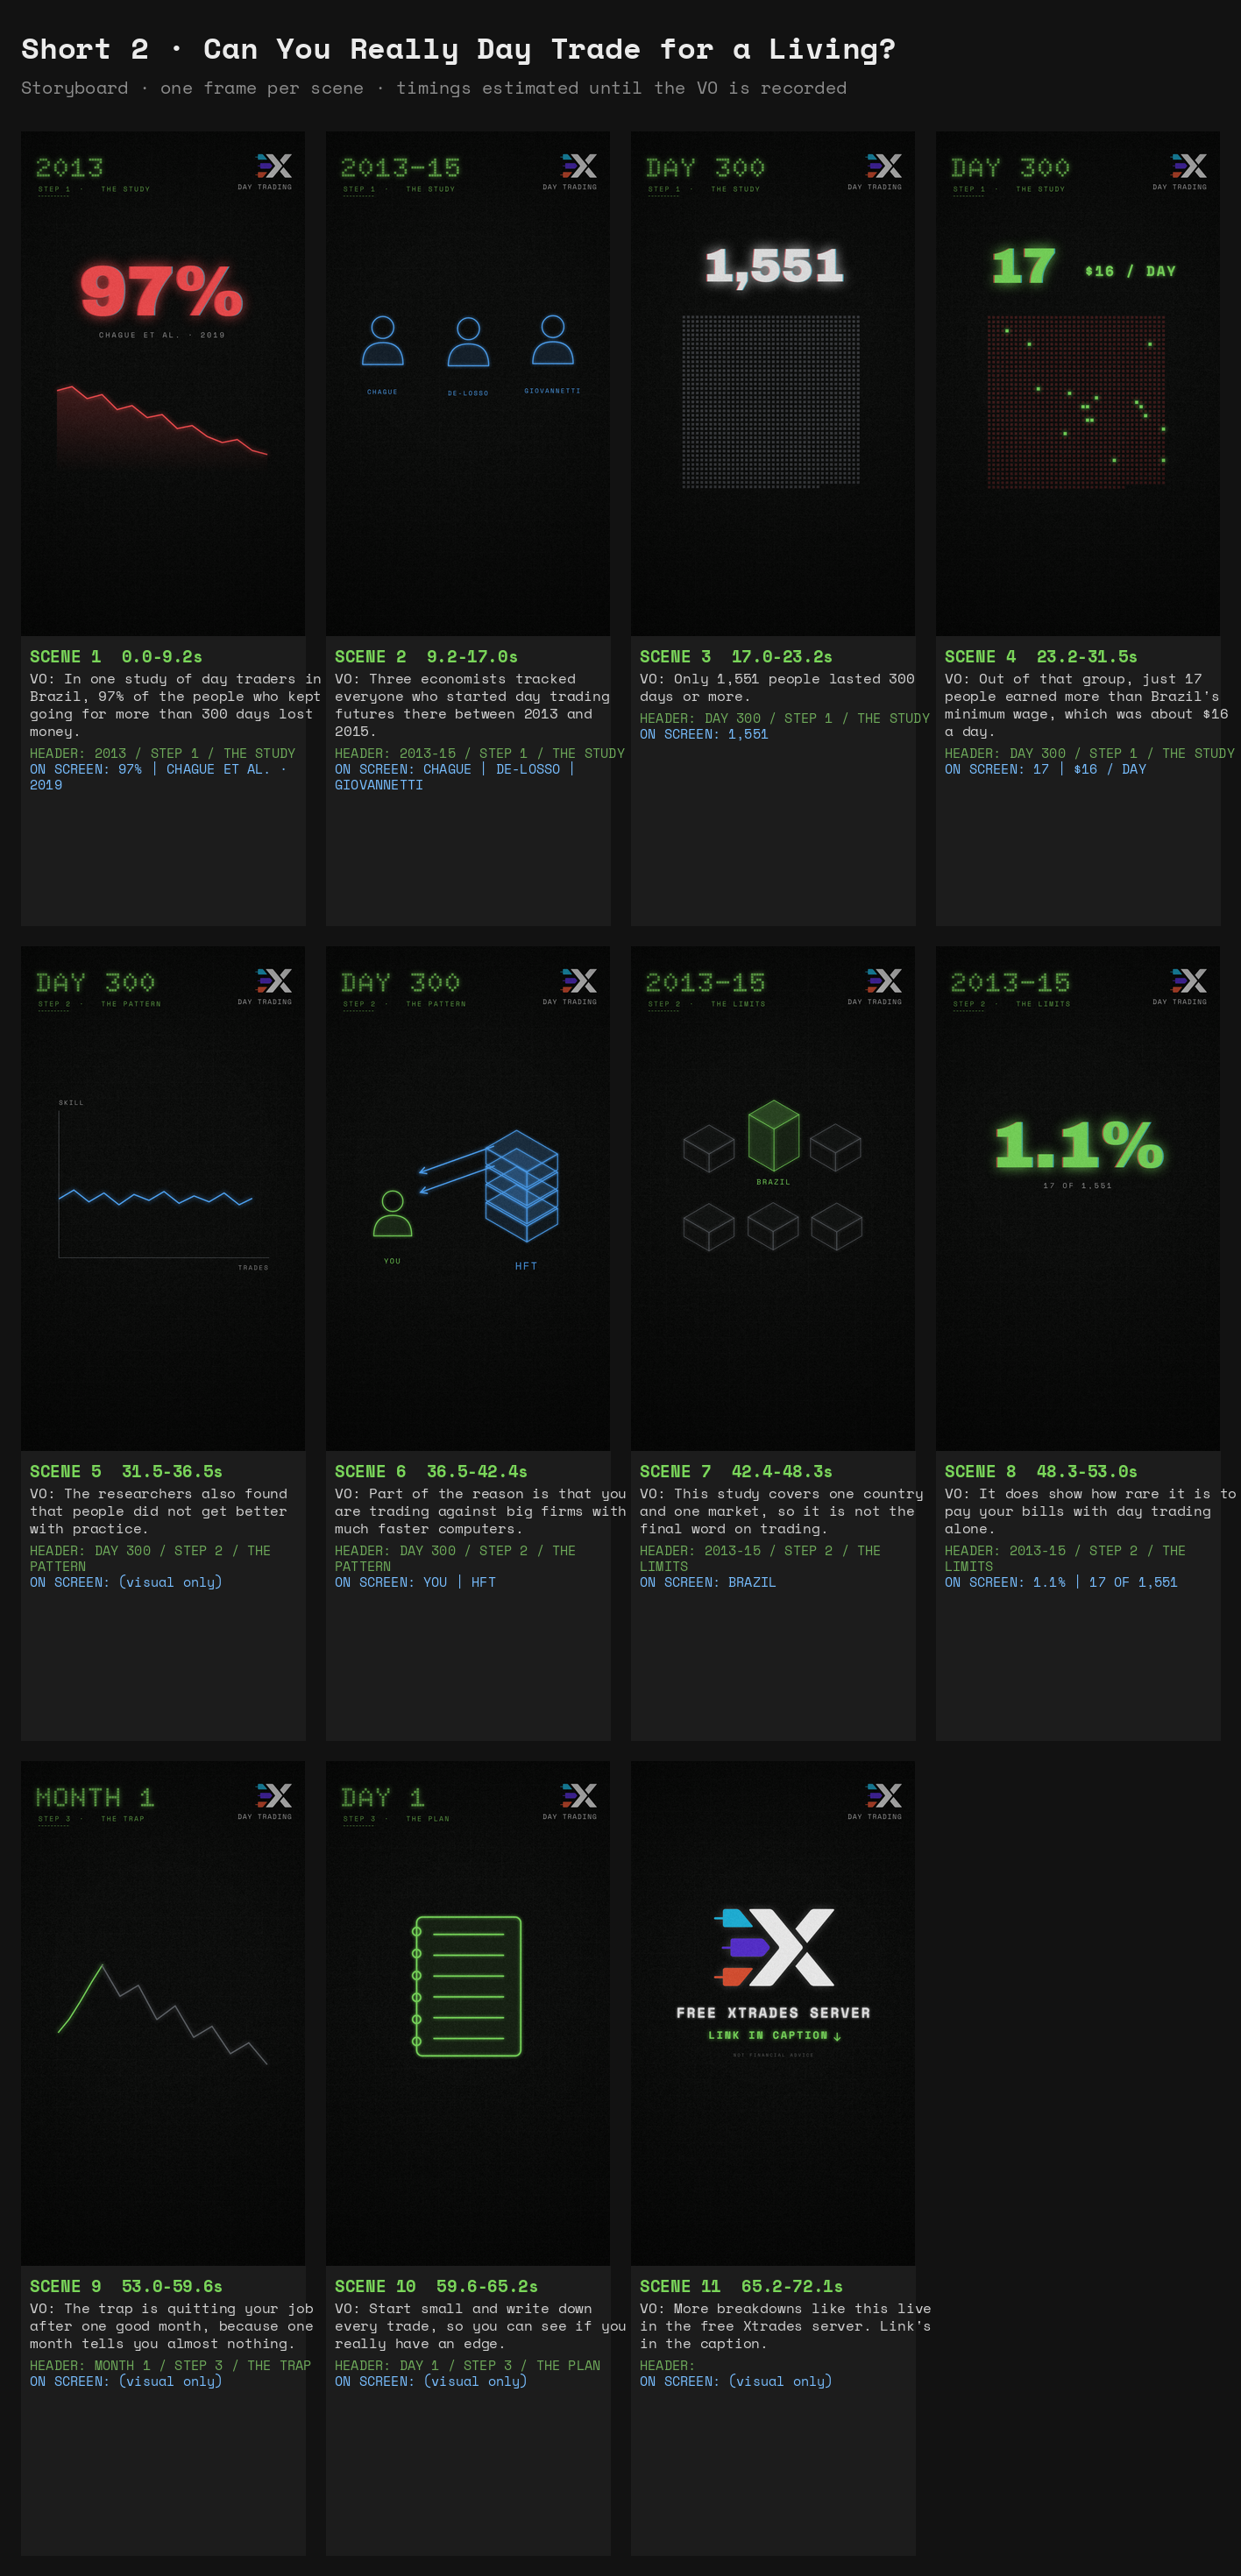 Short 2 · Can You Really Day Trade for a Living?
Storyboard · one frame per scene · timings estimated until the VO is recorded
2013
STEP 1 · THE STUDY
DAY TRADING
97%
CHAGUE ET AL. · 2019
2013-15
STEP 1 · THE STUDY
DAY TRADING
CHAGUE
DE-LOSSO
GIOVANNETTI
DAY 300
STEP 1 · THE STUDY
DAY TRADING
1,551
DAY 300
STEP 1 · THE STUDY
DAY TRADING
17 $16 / DAY
SCENE 1 0.0-9.2s
VO: In one study of day traders in
Brazil, 97% of the people who kept
going for more than 300 days lost
money.
HEADER: 2013 / STEP 1 / THE STUDY
ON SCREEN: 97% | CHAGUE ET AL. ·
2019
SCENE 2 9.2-17.0s
VO: Three economists tracked
everyone who started day trading
futures there between 2013 and
2015.
HEADER: 2013-15 / STEP 1 / THE STUDY
ON SCREEN: CHAGUE | DE-LOSSO |
GIOVANNETTI
SCENE 3 17.0-23.2s
VO: Only 1,551 people lasted 300
days or more.
HEADER: DAY 300 / STEP 1 / THE STUDY
ON SCREEN: 1,551
SCENE 4 23.2-31.5s
VO: Out of that group, just 17
people earned more than Brazil's
minimum wage, which was about $16
a day.
HEADER: DAY 300 / STEP 1 / THE STUDY
ON SCREEN: 17 | $16 / DAY
DAY 300
STEP 2 · THE PATTERN
DAY TRADING
SKILL
TRADES
DAY 300
STEP 2 · THE PATTERN
DAY TRADING
YOU
HFT
2013-15
STEP 2 · THE LIMITS
DAY TRADING
BRAZIL
2013-15
STEP 2 · THE LIMITS
DAY TRADING
1.1%
17 OF 1,551
SCENE 5 31.5-36.5s
VO: The researchers also found
that people did not get better
with practice.
HEADER: DAY 300 / STEP 2 / THE
PATTERN
ON SCREEN: (visual only)
SCENE 6 36.5-42.4s
VO: Part of the reason is that you
are trading against big firms with
much faster computers.
HEADER: DAY 300 / STEP 2 / THE
PATTERN
ON SCREEN: YOU | HFT
SCENE 7 42.4-48.3s
VO: This study covers one country
and one market, so it is not the
final word on trading.
HEADER: 2013-15 / STEP 2 / THE
LIMITS
ON SCREEN: BRAZIL
SCENE 8 48.3-53.0s
VO: It does show how rare it is to
pay your bills with day trading
alone.
HEADER: 2013-15 / STEP 2 / THE
LIMITS
ON SCREEN: 1.1% | 17 OF 1,551
MONTH 1
STEP 3 · THE TRAP
DAY TRADING
DAY 1
STEP 3 · THE PLAN
DAY TRADING
DAY TRADING
FREE XTRADES SERVER
LINK IN CAPTION ↓
NOT FINANCIAL ADVICE
SCENE 9 53.0-59.6s
VO: The trap is quitting your job
after one good month, because one
month tells you almost nothing.
HEADER: MONTH 1 / STEP 3 / THE TRAP
ON SCREEN: (visual only)
SCENE 10 59.6-65.2s
VO: Start small and write down
every trade, so you can see if you
really have an edge.
HEADER: DAY 1 / STEP 3 / THE PLAN
ON SCREEN: (visual only)
SCENE 11 65.2-72.1s
VO: More breakdowns like this live
in the free Xtrades server. Link's
in the caption.
HEADER:
ON SCREEN: (visual only)